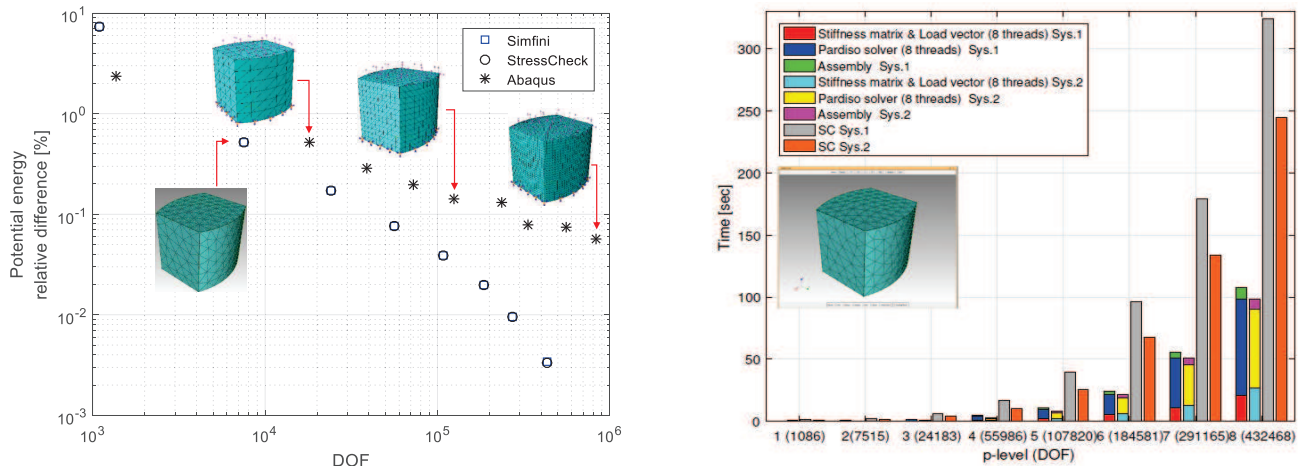 10^1
10^0
10^-1
10^-2
10^-3
10^3
10^4
10^5
10^6
Potential energy
relative difference [%]
DOF
Simfini
StressCheck
Abaqus
Stiffness matrix & Load vector (8 threads) Sys.1
Pardiso solver (8 threads) Sys.1
Assembly Sys.1
Stiffness matrix & Load vector (8 threads) Sys.2
Pardiso solver (8 threads) Sys.2
Assembly Sys.2
SC Sys.1
SC Sys.2
300
250
200
150
100
50
0
Time [sec]
1 (1086) 2(7515) 3 (24183) 4 (55986) 5 (107820) 6 (184581) 7 (291165) 8 (432468)
p-level (DOF)